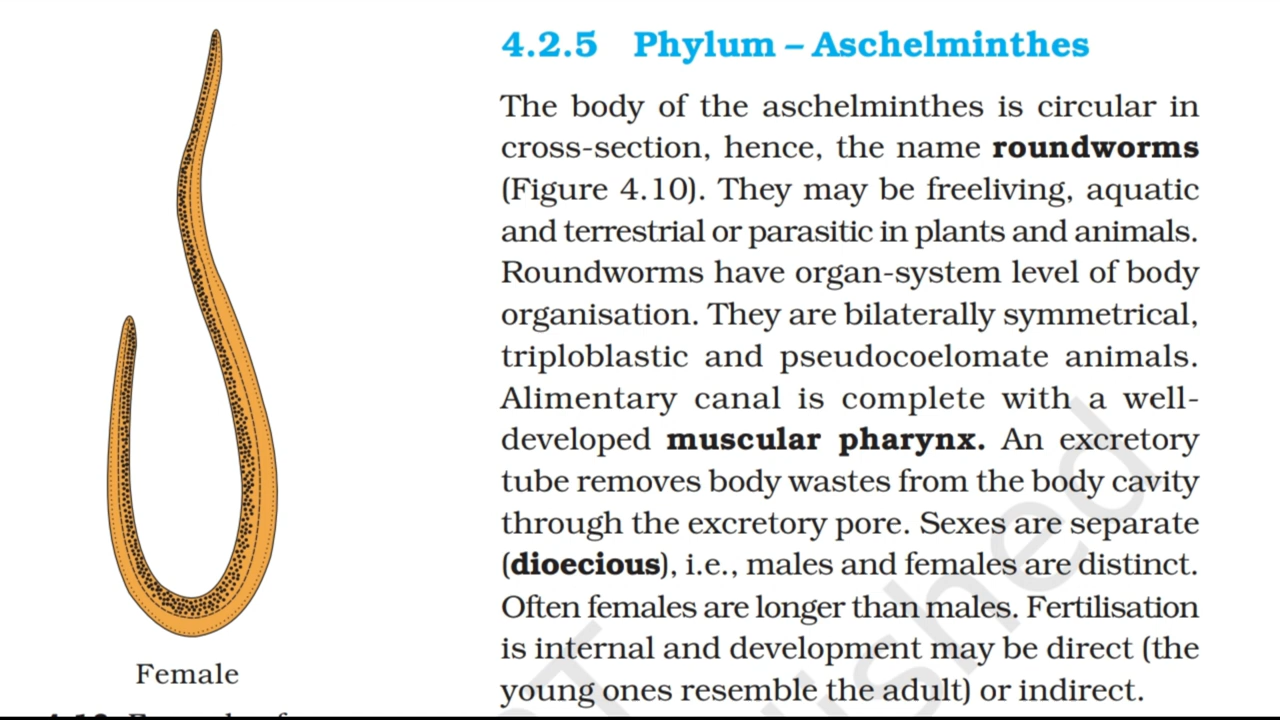 4.2.5 Phylum – Aschelminthes
The body of the aschelminthes is circular in
cross-section, hence, the name roundworms
(Figure 4.10). They may be freeliving, aquatic
and terrestrial or parasitic in plants and animals.
Roundworms have organ-system level of body
organisation. They are bilaterally symmetrical,
triploblastic and pseudocoelomate animals.
Alimentary canal is complete with a well-
developed muscular pharynx. An excretory
tube removes body wastes from the body cavity
through the excretory pore. Sexes are separate
(dioecious), i.e., males and females are distinct.
Often females are longer than males. Fertilisation
is internal and development may be direct (the
young ones resemble the adult) or indirect.
Female